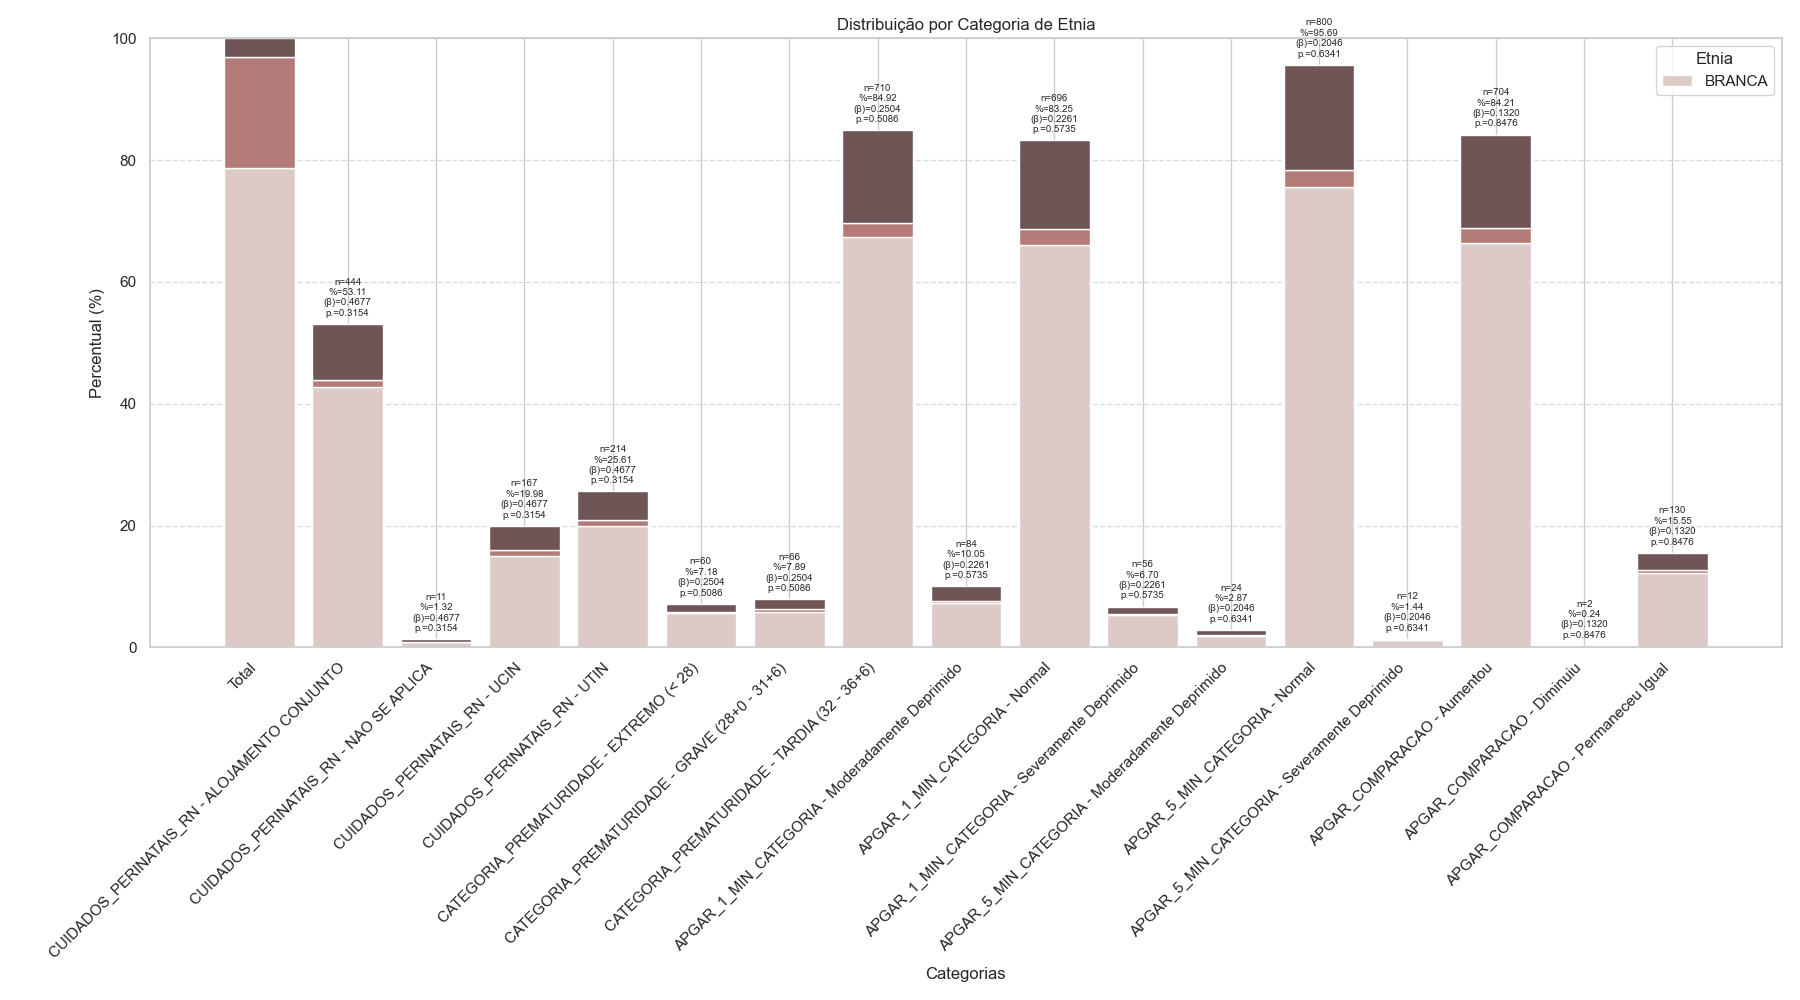 Distribuição por Categoria de Etnia
Percentual (%)
100
80
60
40
20
0
Etnia
BRANCA
n=444
%=53.11
(β)=0.4677
p.=0.3154
n=11
%=1.32
(β)=0.4677
p.=0.3154
n=167
%=19.98
(β)=0.4677
p.=0.3154
n=214
%=25.61
(β)=0.4677
p.=0.3154
n=60
%=7.18
(β)=0.2504
p.=0.5086
n=66
%=7.89
(β)=0.2504
p.=0.5086
n=710
%=84.92
(β)=0.2504
p.=0.5086
n=84
%=10.05
(β)=0.2261
p.=0.5735
n=696
%=83.25
(β)=0.2261
p.=0.5735
n=56
%=6.70
(β)=0.2261
p.=0.5735
n=24
%=2.87
(β)=0.2046
p.=0.6341
n=800
%=95.69
(β)=0.2046
p.=0.6341
n=12
%=1.44
(β)=0.2046
p.=0.6341
n=704
%=84.21
(β)=0.1320
p.=0.8476
n=2
%=0.24
(β)=0.1320
p.=0.8476
n=130
%=15.55
(β)=0.1320
p.=0.8476
Total
CUIDADOS_PERINATAIS_RN - ALOJAMENTO CONJUNTO
CUIDADOS_PERINATAIS_RN - NAO SE APLICA
CUIDADOS_PERINATAIS_RN - UCIN
CUIDADOS_PERINATAIS_RN - UTIN
CATEGORIA_PREMATURIDADE - EXTREMO (< 28)
CATEGORIA_PREMATURIDADE - GRAVE (28+0 - 31+6)
CATEGORIA_PREMATURIDADE - TARDIA (32 - 36+6)
APGAR_1_MIN_CATEGORIA - Moderadamente Deprimido
APGAR_1_MIN_CATEGORIA - Normal
APGAR_1_MIN_CATEGORIA - Severamente Deprimido
APGAR_5_MIN_CATEGORIA - Moderadamente Deprimido
APGAR_5_MIN_CATEGORIA - Normal
APGAR_5_MIN_CATEGORIA - Severamente Deprimido
APGAR_COMPARACAO - Aumentou
APGAR_COMPARACAO - Diminuiu
APGAR_COMPARACAO - Permaneceu Igual
Categorias